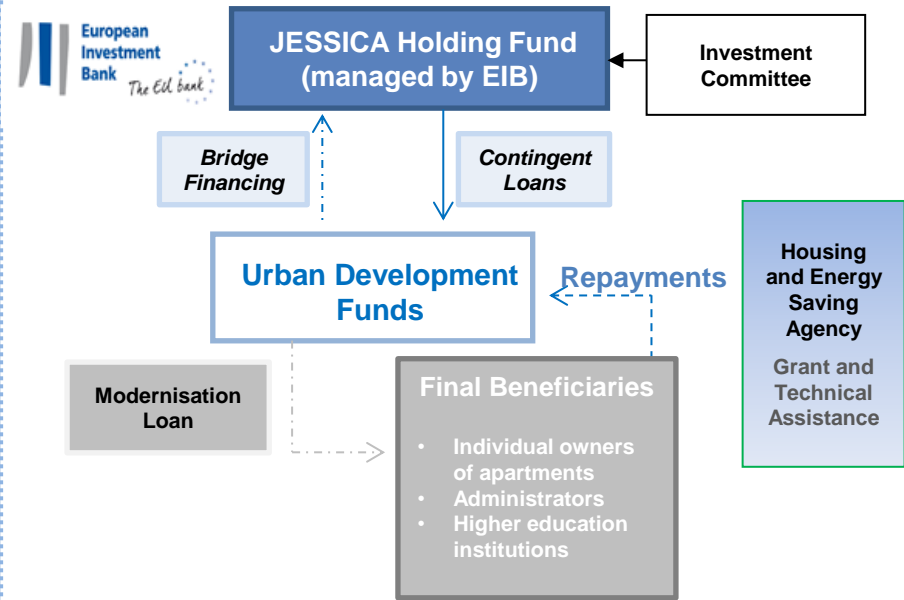 European
Investment
Bank
The EU bank
JESSICA Holding Fund
(managed by EIB)
Investment
Committee
Bridge
Financing
Contingent
Loans
Urban Development
Funds
Repayments
Housing
and Energy
Saving
Agency
Grant and
Technical
Assistance
Modernisation
Loan
Final Beneficiaries
• Individual owners
of apartments
• Administrators
• Higher education
institutions